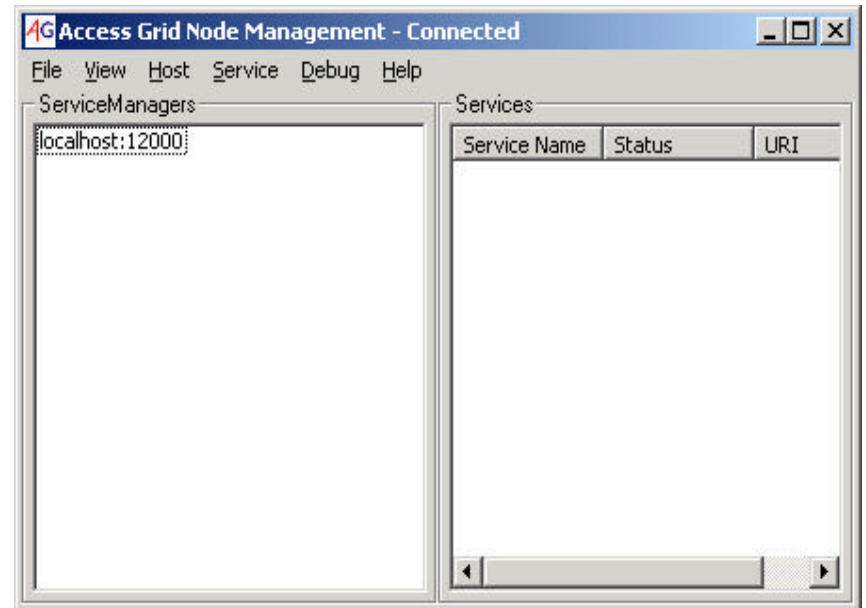 AG Access Grid Node Management - Connected
File View Host Service Debug Help
ServiceManagers
localhost:12000
Services
Service Name Status URI